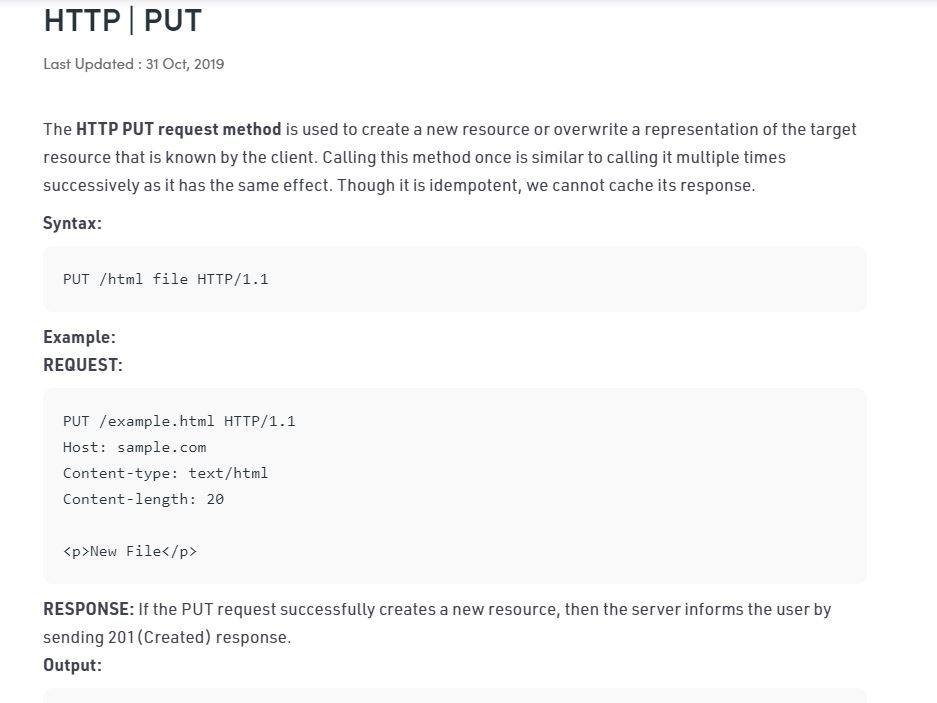 HTTP | PUT
Last Updated : 31 Oct, 2019
The HTTP PUT request method is used to create a new resource or overwrite a representation of the target
resource that is known by the client. Calling this method once is similar to calling it multiple times
successively as it has the same effect. Though it is idempotent, we cannot cache its response.
Syntax:
PUT /html file HTTP/1.1
Example:
REQUEST:
PUT /example.html HTTP/1.1
Host: sample.com
Content-type: text/html
Content-length: 20
<p>New File</p>
RESPONSE: If the PUT request successfully creates a new resource, then the server informs the user by
sending 201 (Created) response.
Output: